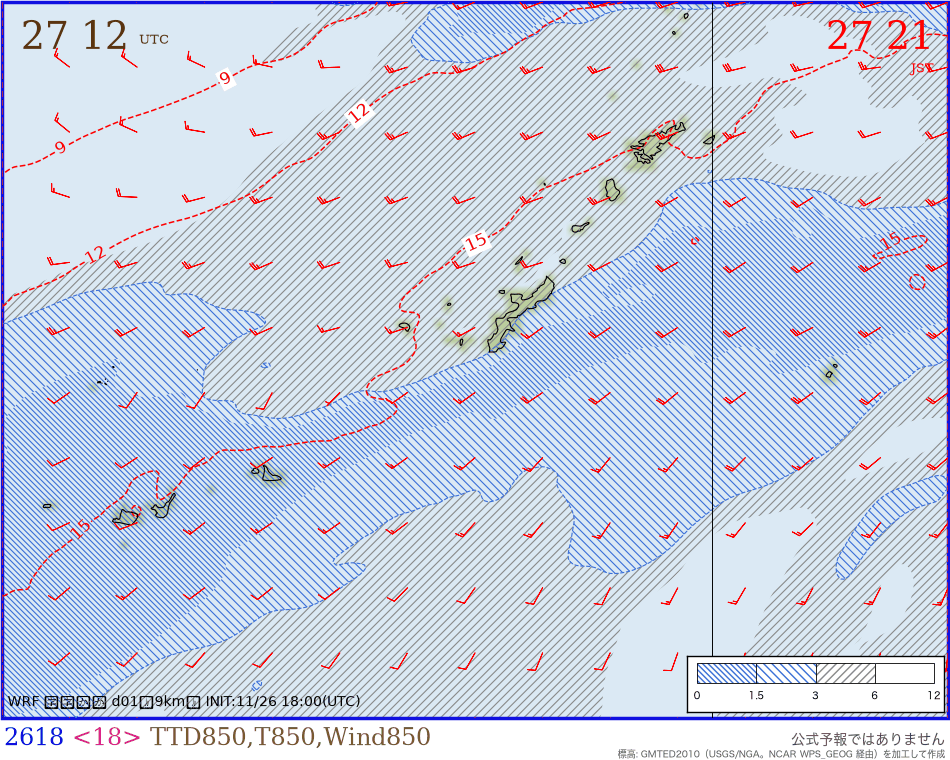 27 12 UTC
27 21
JST
9
12
9
15
12
15
15
0 1.5 3 6 12
WRF □□□□ d01□9km□ INIT:11/26 18:00(UTC)
2618 <18> TTD850,T850,Wind850
公式予報ではありません
標高: GMTED2010（USGS/NGA。NCAR WPS_GEOG 経由）を加工して作成